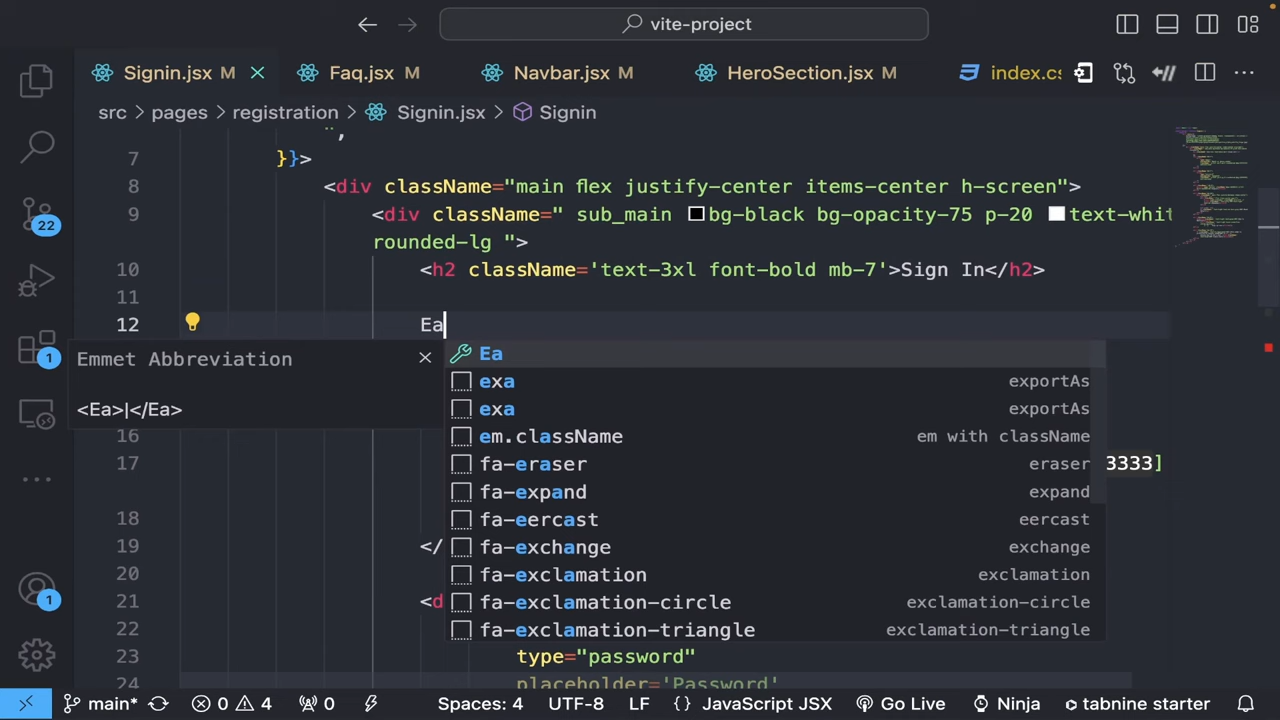 vite-project
Signin.jsx M
Faq.jsx M
Navbar.jsx M
HeroSection.jsx M
index.cs
src > pages > registration > Signin.jsx > Signin
",
7 }}>
8 <div className="main flex justify-center items-center h-screen">
9 <div className=" sub_main bg-black bg-opacity-75 p-20 text-whit
rounded-lg ">
10 <h2 className='text-3xl font-bold mb-7'>Sign In</h2>
11
12 Ea
Emmet Abbreviation
<Ea>|</Ea>
Ea
exa exportAs
exa exportAs
em.className em with className
fa-eraser eraser
fa-expand expand
fa-eercast eercast
fa-exchange exchange
fa-exclamation exclamation
fa-exclamation-circle exclamation-circle
fa-exclamation-triangle exclamation-triangle
16
17 3333]
18
19 </
20
21 <d
22
23 type="password"
24 placeholder='Password'
22
1
1
main* 0 4 0 Spaces: 4 UTF-8 LF {} JavaScript JSX Go Live Ninja tabnine starter